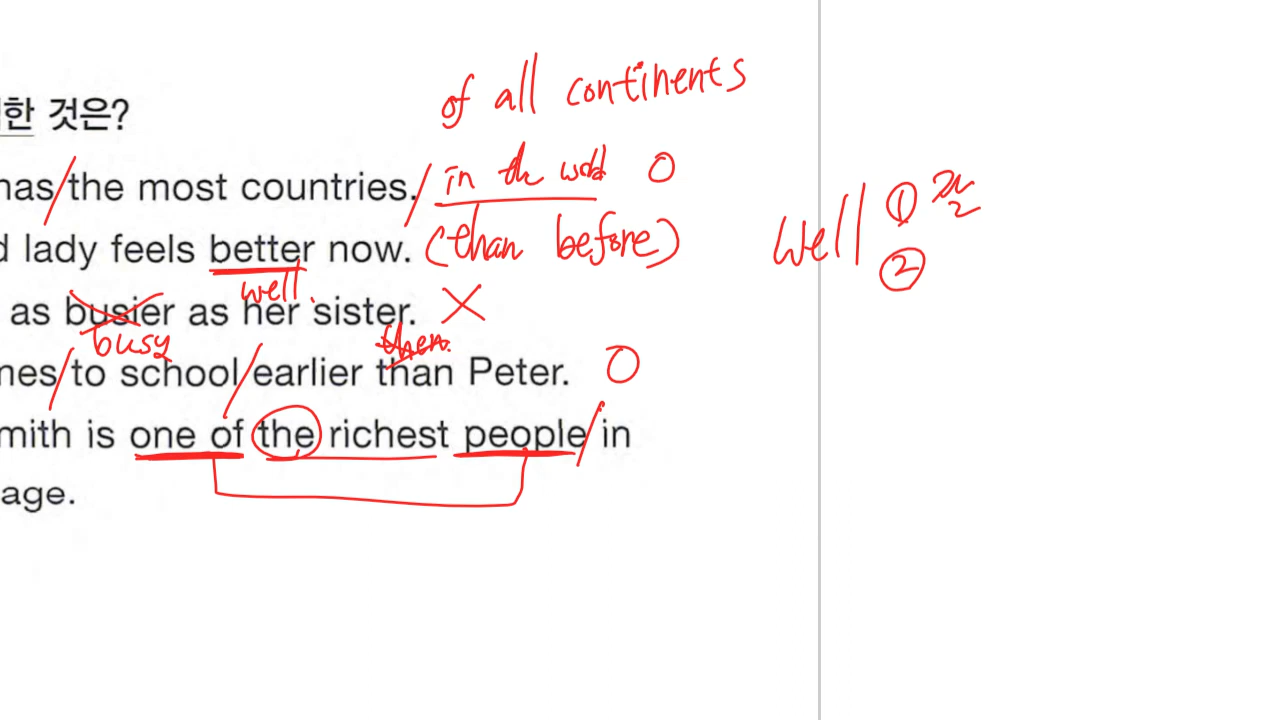 of all continents
한 것은?
has the most countries. in the world O
d lady feels better now. (than before) well ① 잘
②
well.
as busier as her sister. X
busy then.
mes to school earlier than Peter. O
mith is one of the richest people in
age.